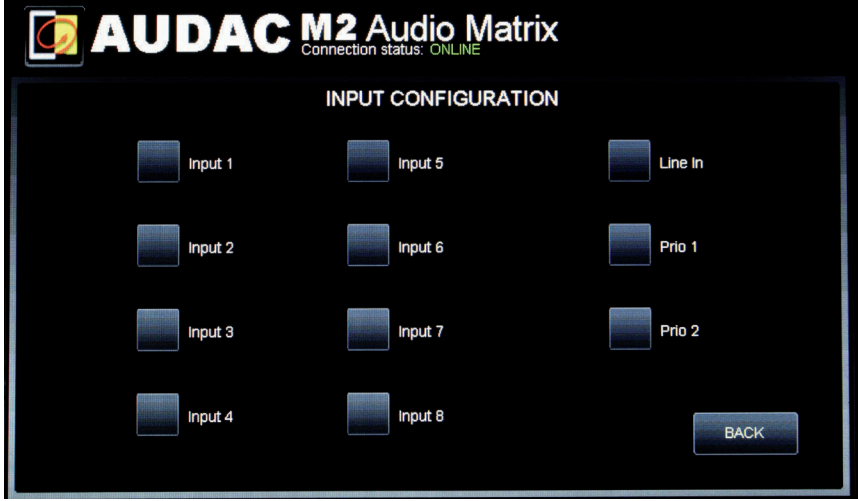 AUDAC M2 Audio Matrix
Connection status: ONLINE
INPUT CONFIGURATION
Input 1
Input 5
Line In
Input 2
Input 6
Prio 1
Input 3
Input 7
Prio 2
Input 4
Input 8
BACK